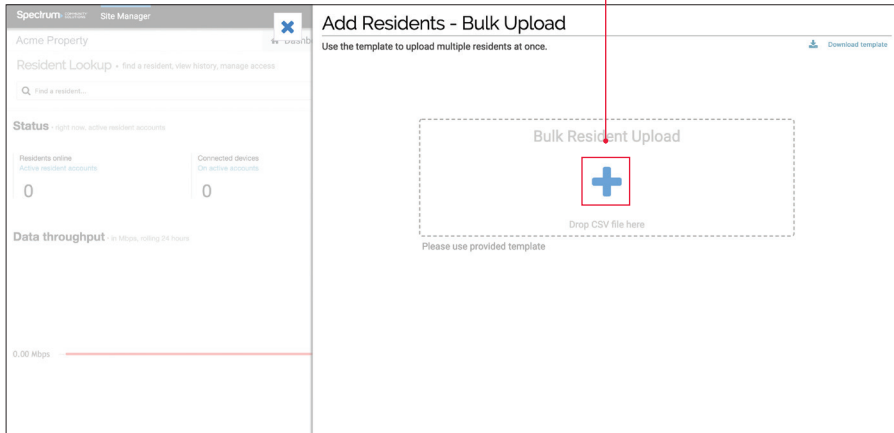 Spectrum COMMUNITY SOLUTIONS Site Manager
Acme Property
Dashb
Resident Lookup - find a resident, view history, manage access
Find a resident...
Status - right now, active resident accounts
Residents online
Active resident accounts
0
Connected devices
On active accounts
0
Data throughput - in Mbps, rolling 24 hours
0.00 Mbps
Add Residents - Bulk Upload
Use the template to upload multiple residents at once.
Download template
Bulk Resident Upload
Drop CSV file here
Please use provided template